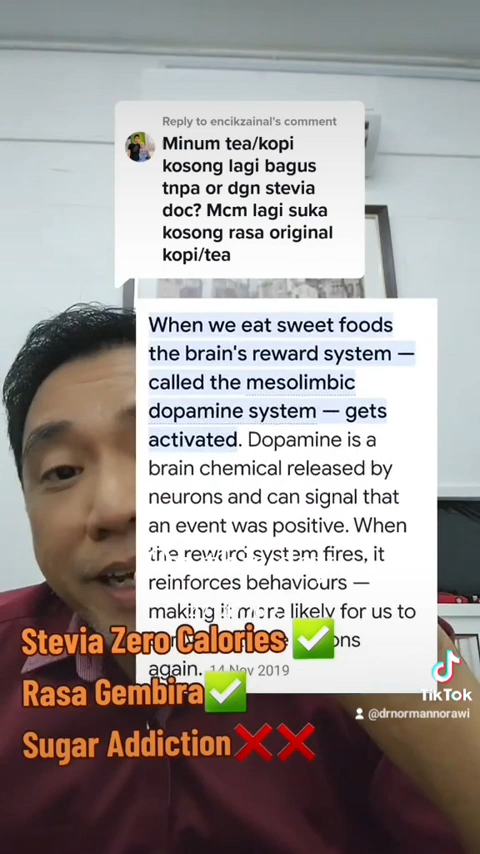 Reply to encikzainal's comment
Minum tea/kopi
kosong lagi bagus
tnpa or dgn stevia
doc? Mcm lagi suka
kosong rasa original
kopi/tea
When we eat sweet foods
the brain's reward system —
called the mesolimbic
dopamine system — gets
activated. Dopamine is a
brain chemical released by
neurons and can signal that
an event was positive. When
the reward system fires, it
reinforces behaviours —
making it more likely for us to
again. 14 Nov 2019
Stevia Zero Calories ✅
Rasa Gembira ✅
Sugar Addiction ❌❌
TikTok
@drnormannorawi